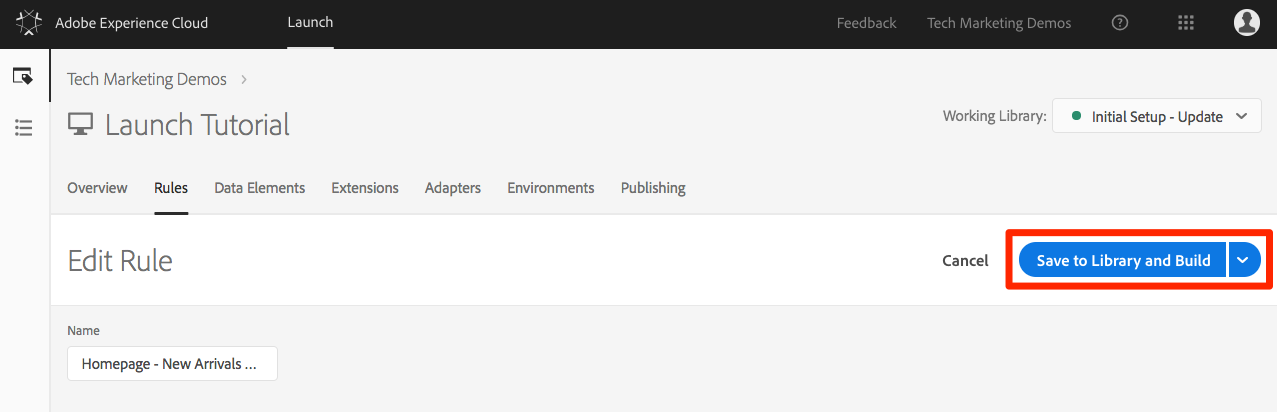 Adobe Experience Cloud Launch Feedback Tech Marketing Demos
Tech Marketing Demos
Launch Tutorial
Working Library: Initial Setup - Update
Overview Rules Data Elements Extensions Adapters Environments Publishing
Edit Rule
Cancel Save to Library and Build
Name
Homepage - New Arrivals ...